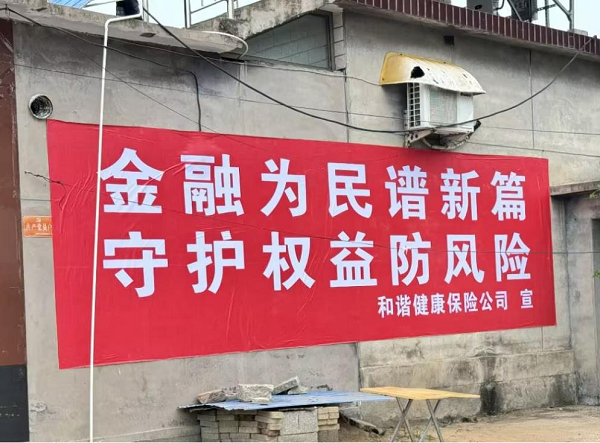 金融为民谱新篇
守护权益防风险
和谐健康保险公司 宣